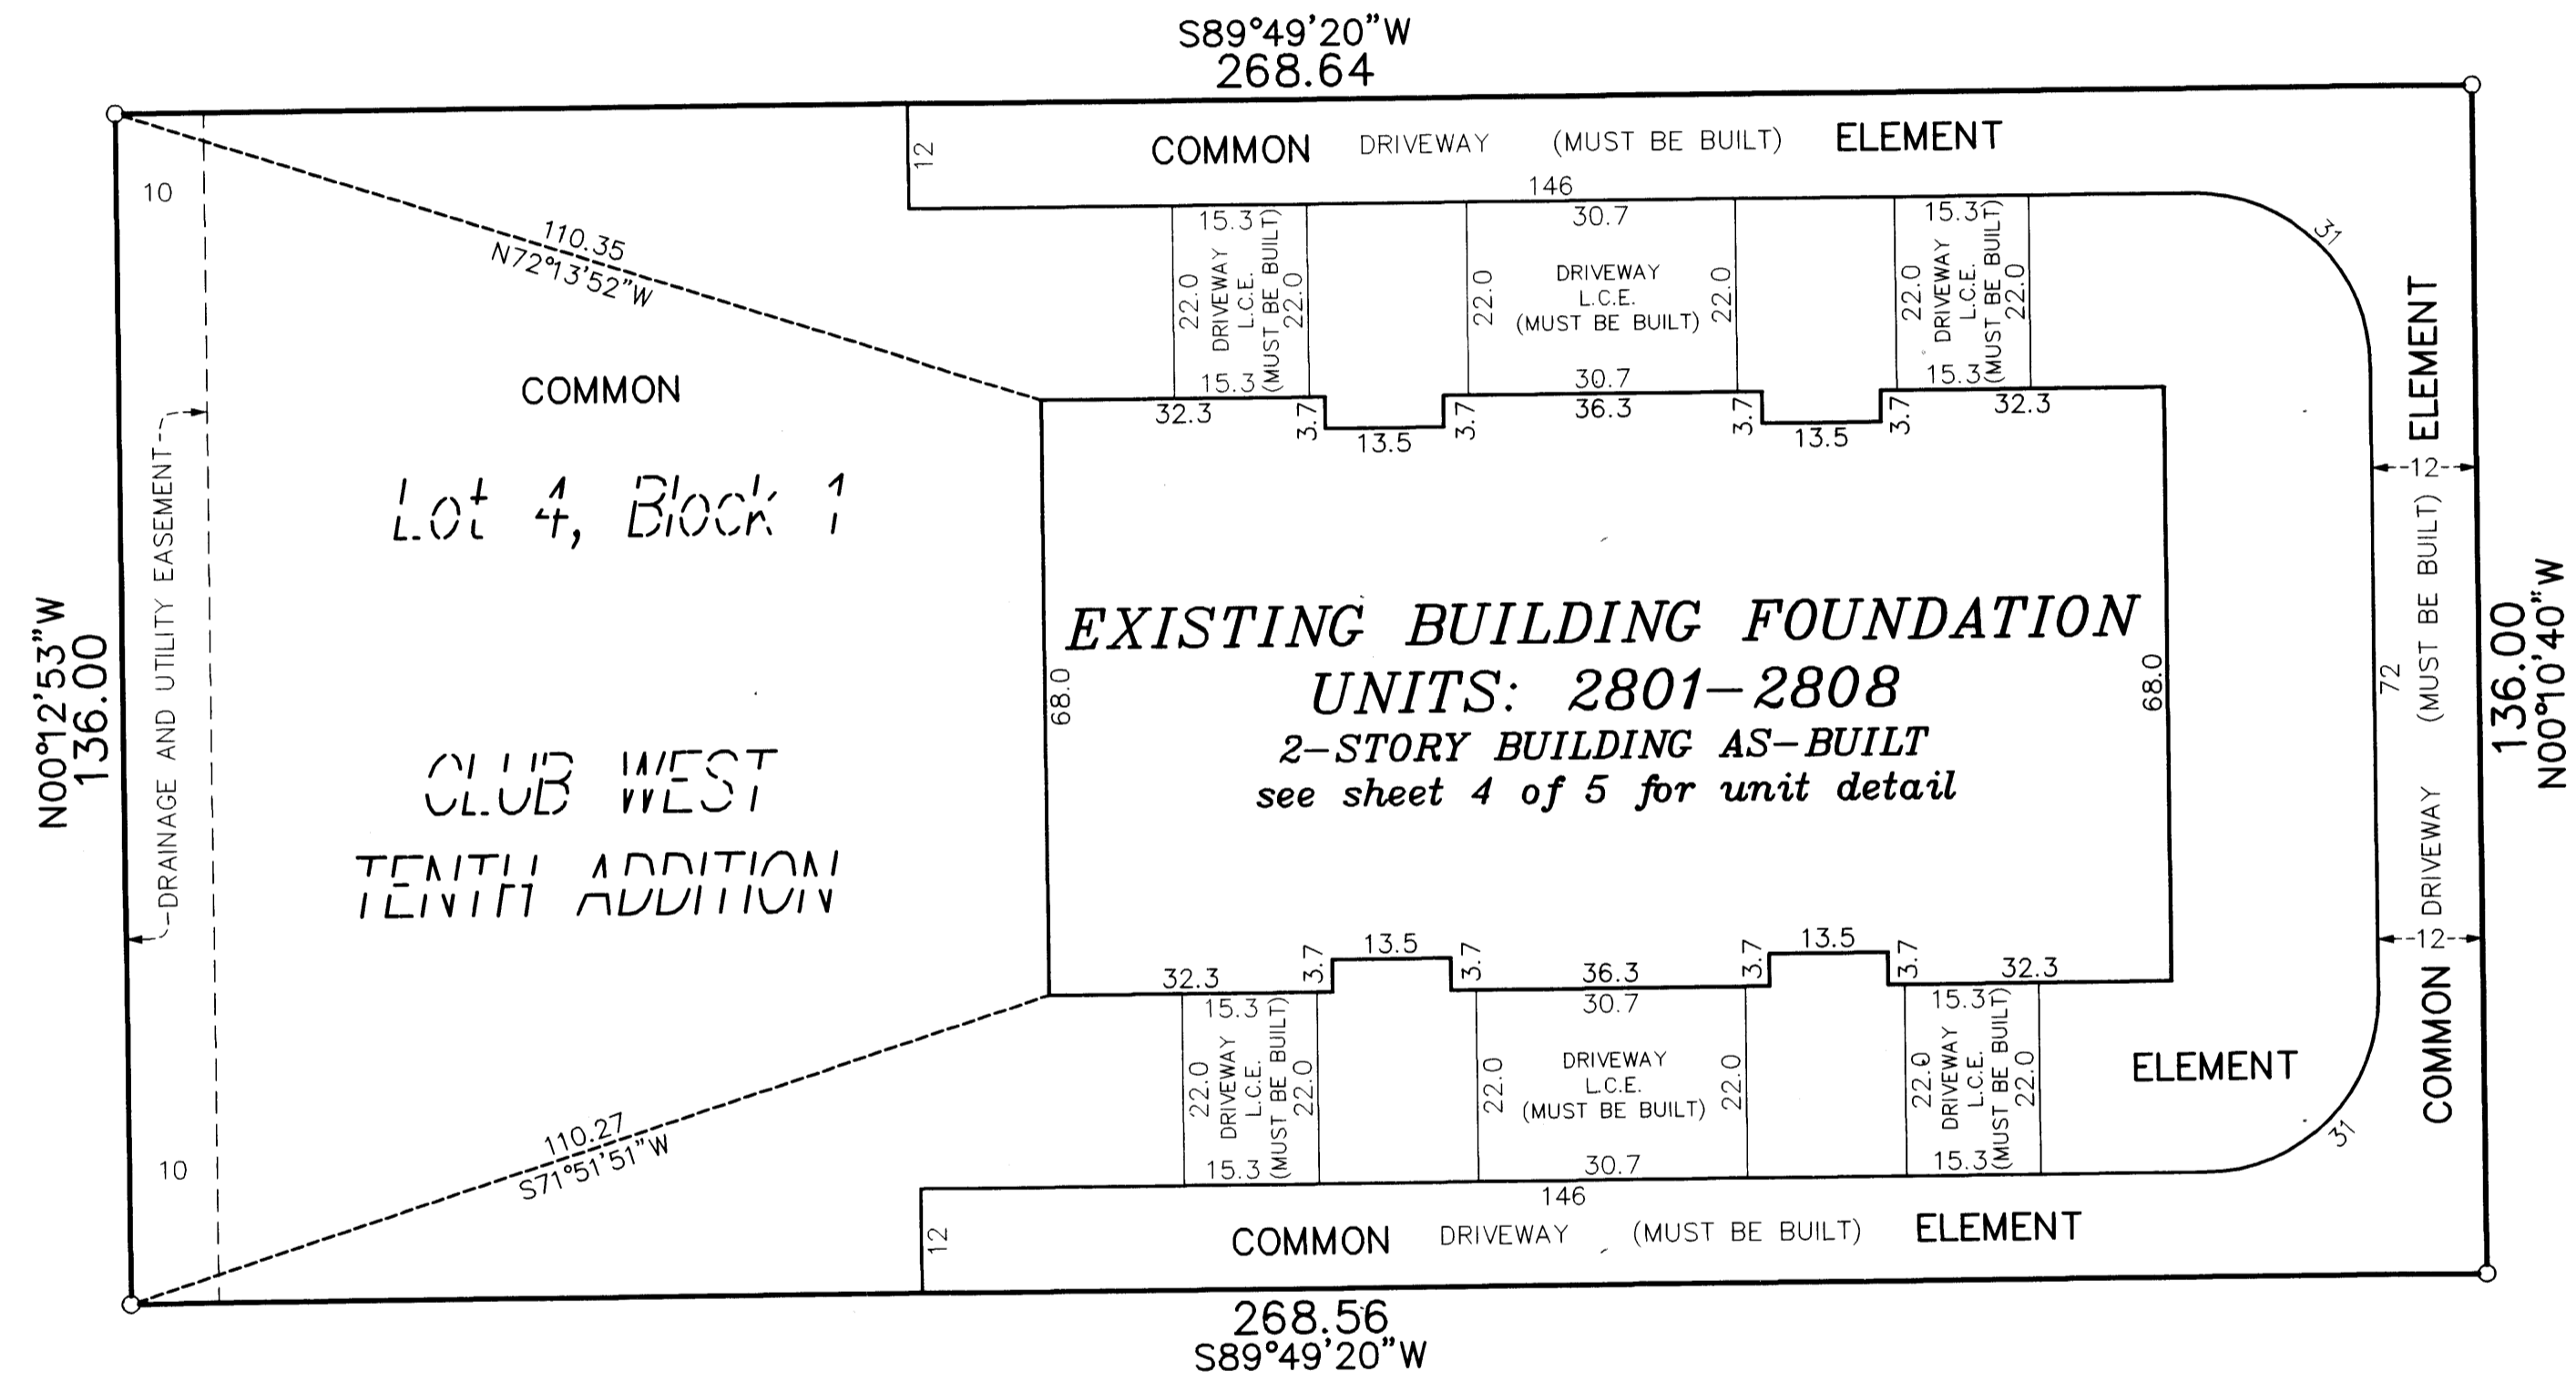 S89°49'20"W
268.64
COMMON DRIVEWAY (MUST BE BUILT) ELEMENT
12
146
10
110.35
N72°13'52"W
15.3
DRIVEWAY
L.C.E.
(MUST BE BUILT)
22.0
22.0
15.3
30.7
22.0
DRIVEWAY
L.C.E.
(MUST BE BUILT)
22.0
30.7
15.3
22.0
DRIVEWAY
L.C.E.
(MUST BE BUILT)
22.0
15.3
31
32.3
3.7
13.5
3.7
36.3
3.7
13.5
3.7
32.3
COMMON
Lot 4, Block 1
CLUB WEST
TENTH ADDITION
DRAINAGE AND UTILITY EASEMENT
N00°12'53"W
136.00
68.0
EXISTING BUILDING FOUNDATION
UNITS: 2801-2808
2-STORY BUILDING AS-BUILT
see sheet 4 of 5 for unit detail
68.0
72
12
12
COMMON DRIVEWAY (MUST BE BUILT) ELEMENT
136.00
N00°10'40"W
32.3
3.7
13.5
3.7
36.3
3.7
13.5
3.7
32.3
15.3
22.0
DRIVEWAY
L.C.E.
(MUST BE BUILT)
22.0
15.3
30.7
22.0
DRIVEWAY
L.C.E.
(MUST BE BUILT)
22.0
30.7
15.3
22.0
DRIVEWAY
L.C.E.
(MUST BE BUILT)
22.0
15.3
ELEMENT
31
110.27
S71°51'51"W
10
146
12
COMMON DRIVEWAY (MUST BE BUILT) ELEMENT
268.56
S89°49'20"W